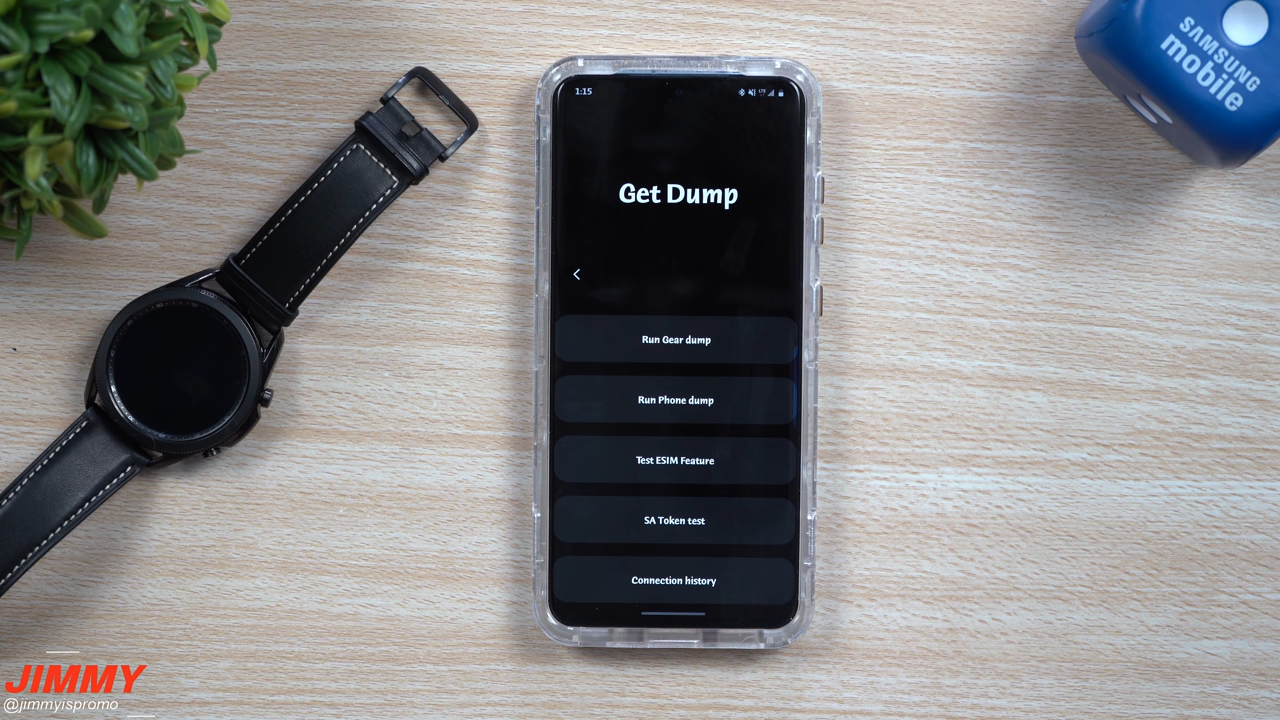 SAMSUNG
mobile
1:15
LTE
Get Dump
Run Gear dump
Run Phone dump
Test ESIM Feature
SA Token test
Connection history
JIMMY
@jimmyispromo